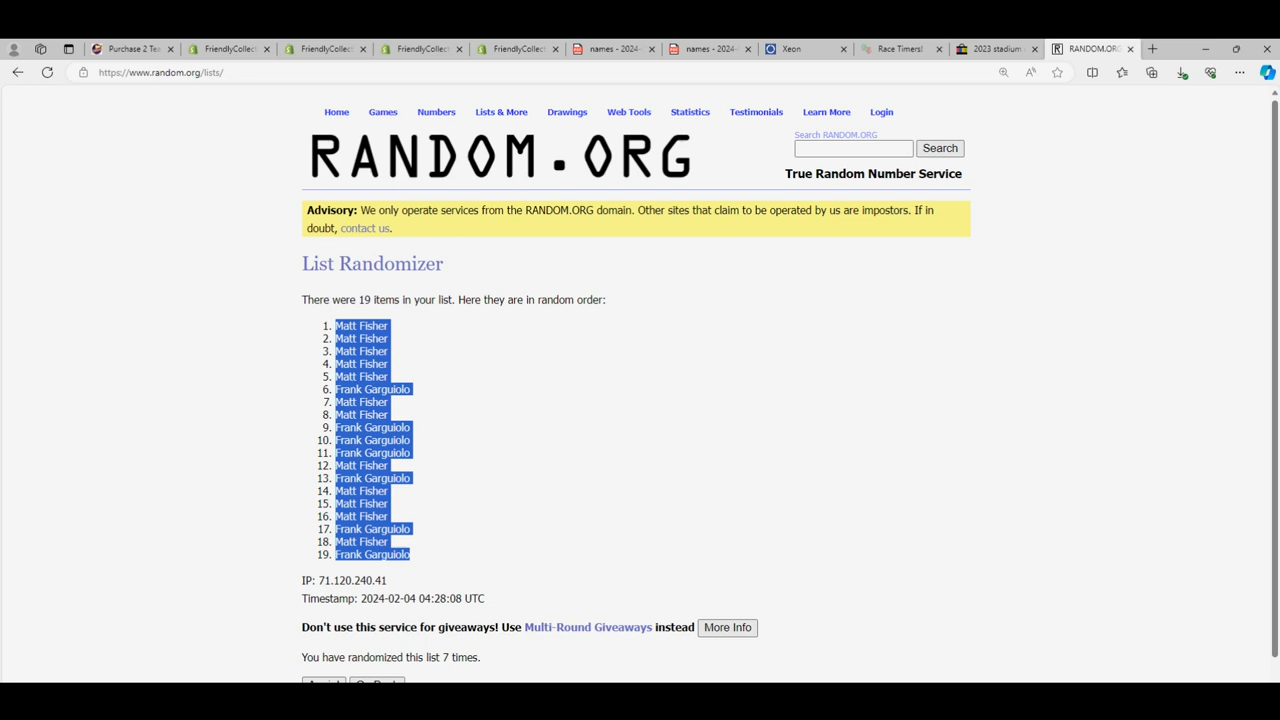 Purchase 2 Tea
FriendlyCollect
FriendlyCollect
FriendlyCollect
FriendlyCollect
names - 2024-
names - 2024-
Xeon
Race Timers!
2023 stadium
RANDOM.ORG
https://www.random.org/lists/
Home Games Numbers Lists & More Drawings Web Tools Statistics Testimonials Learn More Login
RANDOM.ORG
Search RANDOM.ORG
Search
True Random Number Service
Advisory: We only operate services from the RANDOM.ORG domain. Other sites that claim to be operated by us are impostors. If in
doubt, contact us.
List Randomizer
There were 19 items in your list. Here they are in random order:
1. Matt Fisher
2. Matt Fisher
3. Matt Fisher
4. Matt Fisher
5. Matt Fisher
6. Frank Garguiolo
7. Matt Fisher
8. Matt Fisher
9. Frank Garguiolo
10. Frank Garguiolo
11. Frank Garguiolo
12. Matt Fisher
13. Frank Garguiolo
14. Matt Fisher
15. Matt Fisher
16. Matt Fisher
17. Frank Garguiolo
18. Matt Fisher
19. Frank Garguiolo
IP: 71.120.240.41
Timestamp: 2024-02-04 04:28:08 UTC
Don't use this service for giveaways! Use Multi-Round Giveaways instead More Info
You have randomized this list 7 times.